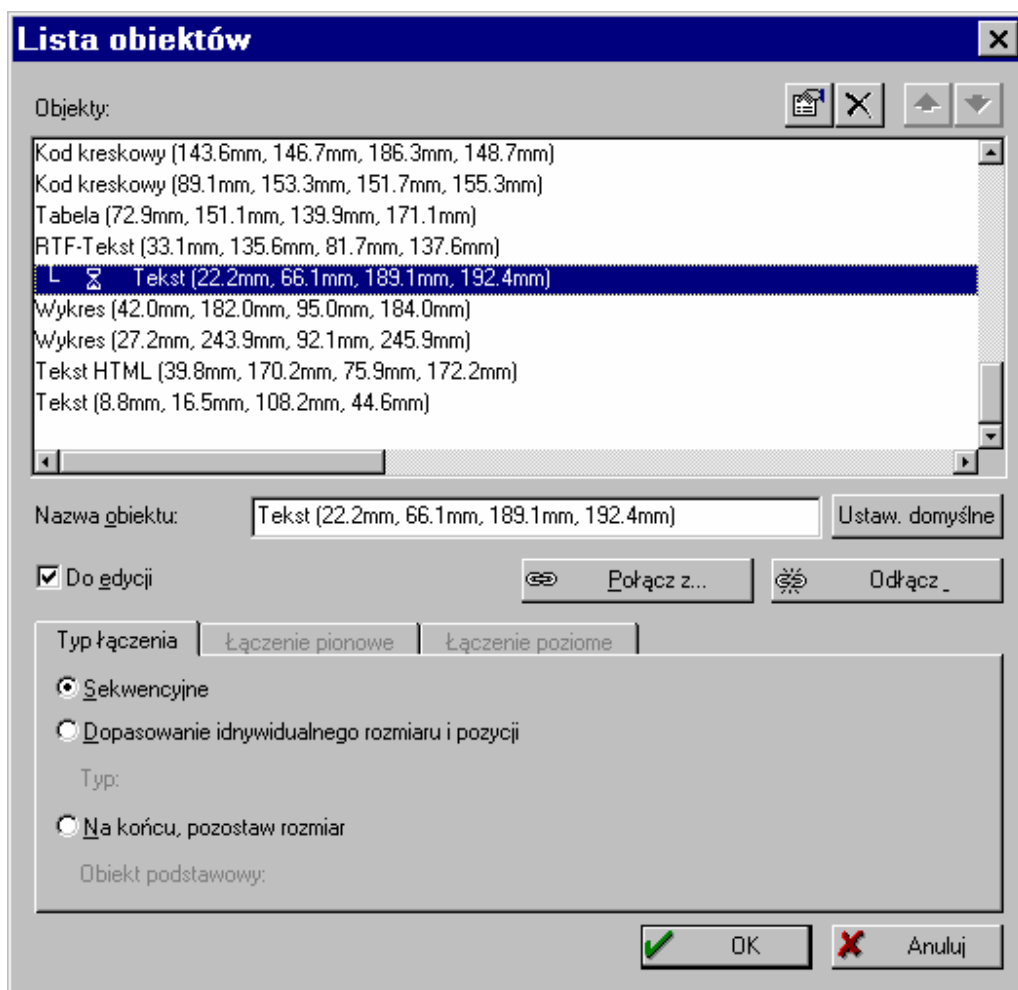 Lista obiektów
Objekty:
Kod kreskowy (143.6mm, 146.7mm, 186.3mm, 148.7mm)
Kod kreskowy (89.1mm, 153.3mm, 151.7mm, 155.3mm)
Tabela (72.9mm, 151.1mm, 139.9mm, 171.1mm)
RTF-Tekst (33.1mm, 135.6mm, 81.7mm, 137.6mm)
Tekst (22.2mm, 66.1mm, 189.1mm, 192.4mm)
Wykres (42.0mm, 182.0mm, 95.0mm, 184.0mm)
Wykres (27.2mm, 243.9mm, 92.1mm, 245.9mm)
Tekst HTML (39.8mm, 170.2mm, 75.9mm, 172.2mm)
Tekst (8.8mm, 16.5mm, 108.2mm, 44.6mm)
Nazwa obiektu: Tekst (22.2mm, 66.1mm, 189.1mm, 192.4mm) Ustaw. domyślne
Do edycji Połącz z... Odłącz_
Typ łączenia Łączenie pionowe Łączenie poziome
Sekwencyjne
Dopasowanie idnywidualnego rozmiaru i pozycji
Typ:
Na końcu, pozostaw rozmiar
Obiekt podstawowy:
OK Anuluj